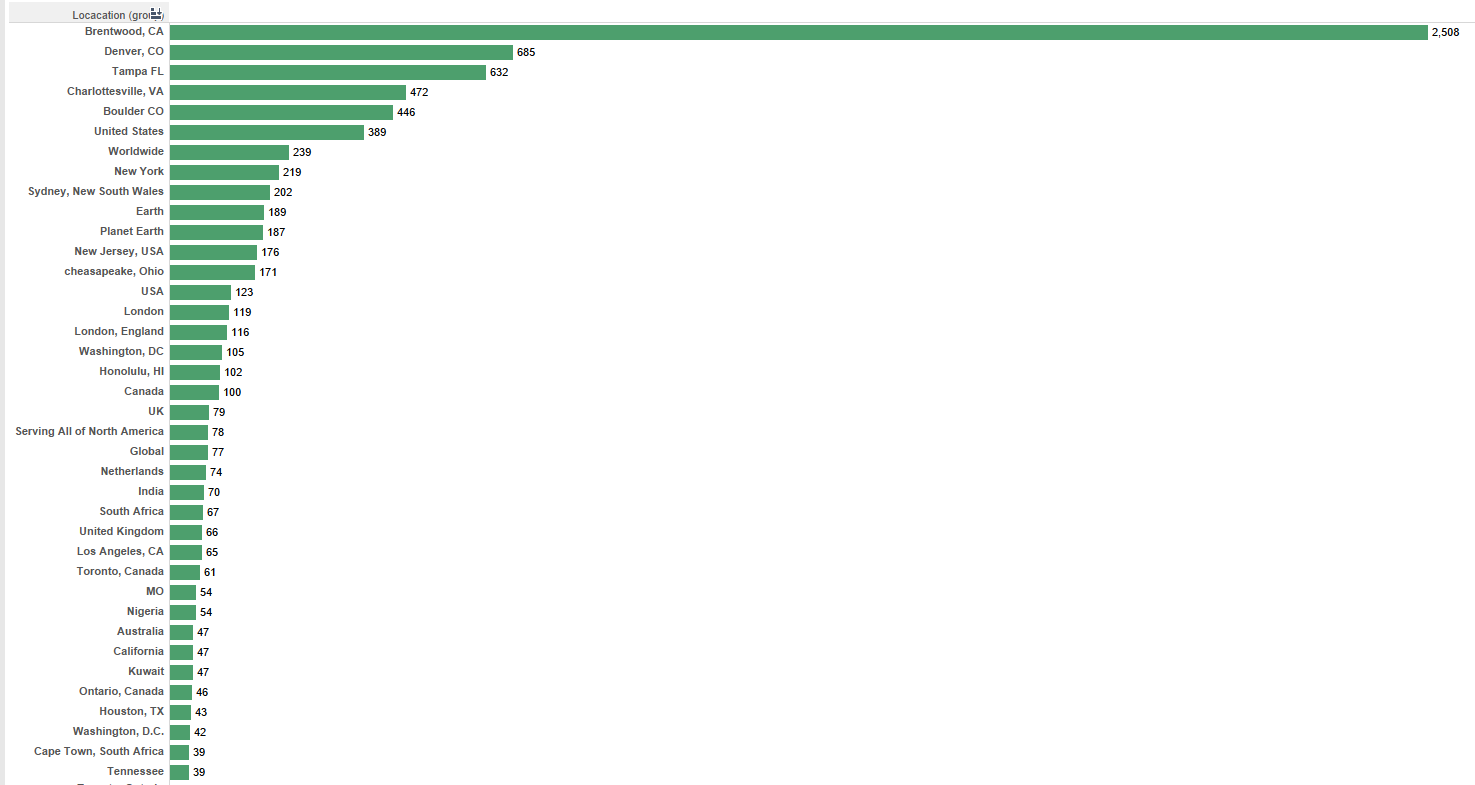 Locacation (group)
Brentwood, CA 2,508
Denver, CO 685
Tampa FL 632
Charlottesville, VA 472
Boulder CO 446
United States 389
Worldwide 239
New York 219
Sydney, New South Wales 202
Earth 189
Planet Earth 187
New Jersey, USA 176
cheasapeake, Ohio 171
USA 123
London 119
London, England 116
Washington, DC 105
Honolulu, HI 102
Canada 100
UK 79
Serving All of North America 78
Global 77
Netherlands 74
India 70
South Africa 67
United Kingdom 66
Los Angeles, CA 65
Toronto, Canada 61
MO 54
Nigeria 54
Australia 47
California 47
Kuwait 47
Ontario, Canada 46
Houston, TX 43
Washington, D.C. 42
Cape Town, South Africa 39
Tennessee 39